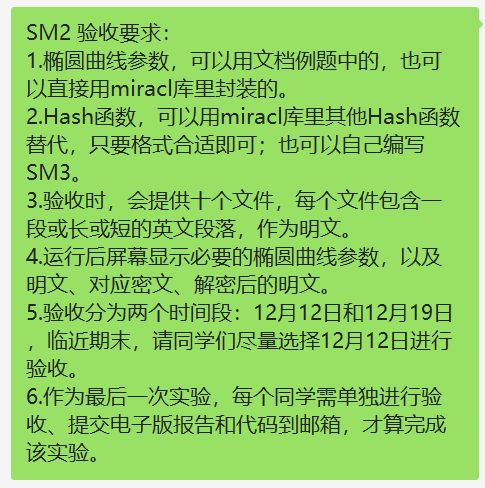 SM2 验收要求：
1.椭圆曲线参数，可以用文档例题中的，也可
以直接用miracl库里封装的。
2.Hash函数，可以用miracl库里其他Hash函数
替代，只要格式合适即可；也可以自己编写
SM3。
3.验收时，会提供十个文件，每个文件包含一
段或长或短的英文段落，作为明文。
4.运行后屏幕显示必要的椭圆曲线参数，以及
明文、对应密文、解密后的明文。
5.验收分为两个时间段：12月12日和12月19日
，临近期末，请同学们尽量选择12月12日进行
验收。
6.作为最后一次实验，每个同学需单独进行验
收、提交电子版报告和代码到邮箱，才算完成
该实验。